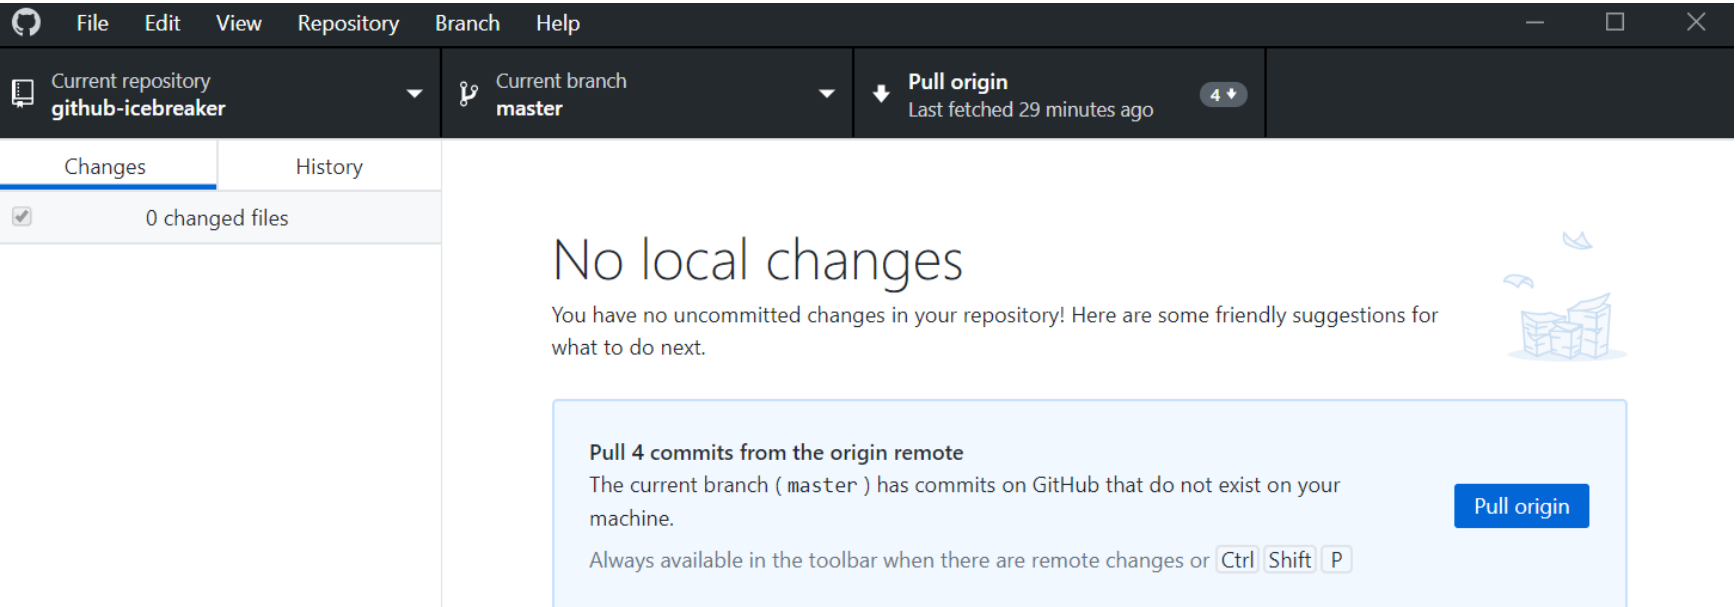 File Edit View Repository Branch Help
Current repository
github-icebreaker
Current branch
master
Pull origin
Last fetched 29 minutes ago
4
Changes History
0 changed files
No local changes
You have no uncommitted changes in your repository! Here are some friendly suggestions for
what to do next.
Pull 4 commits from the origin remote
The current branch ( master ) has commits on GitHub that do not exist on your
machine.
Pull origin
Always available in the toolbar when there are remote changes or Ctrl Shift P